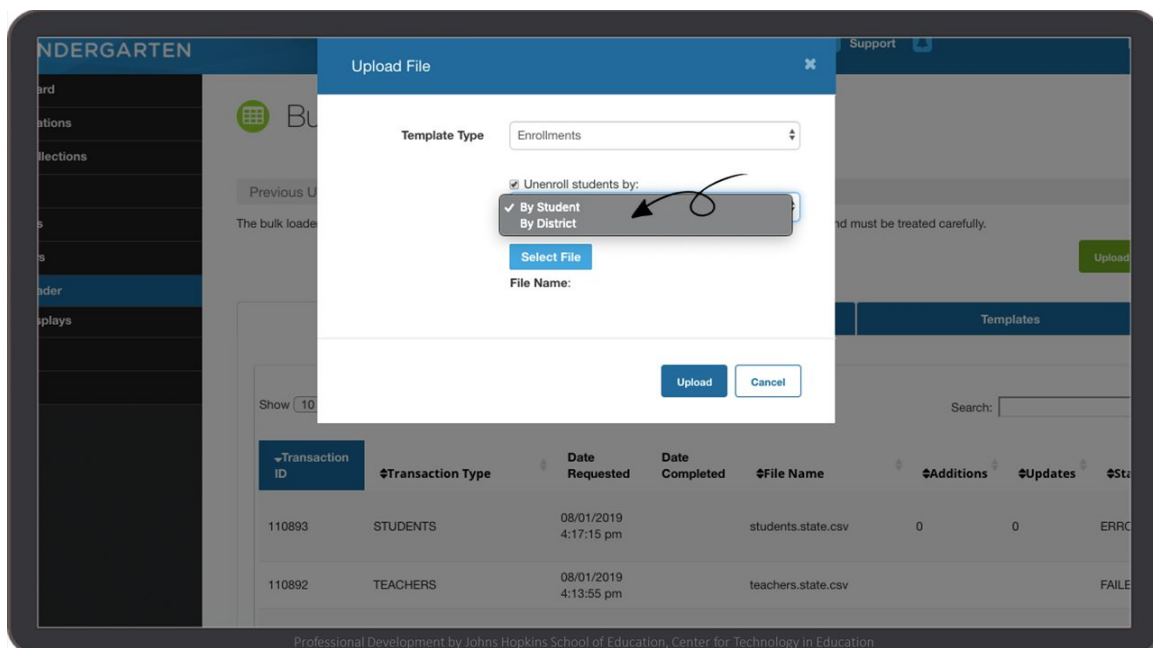 NDERGARTEN
Support
Upload File
ard
ations
Bu
Template Type
Enrollments
llections
Unenroll students by:
Previous U
By Student
By District
The bulk loade
nd must be treated carefully.
s
s
Select File
Upload
File Name:
ader
splays
Templates
Upload
Cancel
Show 10
Search:
Transaction ID
Transaction Type
Date Requested
Date Completed
File Name
Additions
Updates
Sta
110893
STUDENTS
08/01/2019
4:17:15 pm
students.state.csv
0
0
ERRO
110892
TEACHERS
08/01/2019
4:13:55 pm
teachers.state.csv
FAILE
Professional Development by Johns Hopkins School of Education, Center for Technology in Education